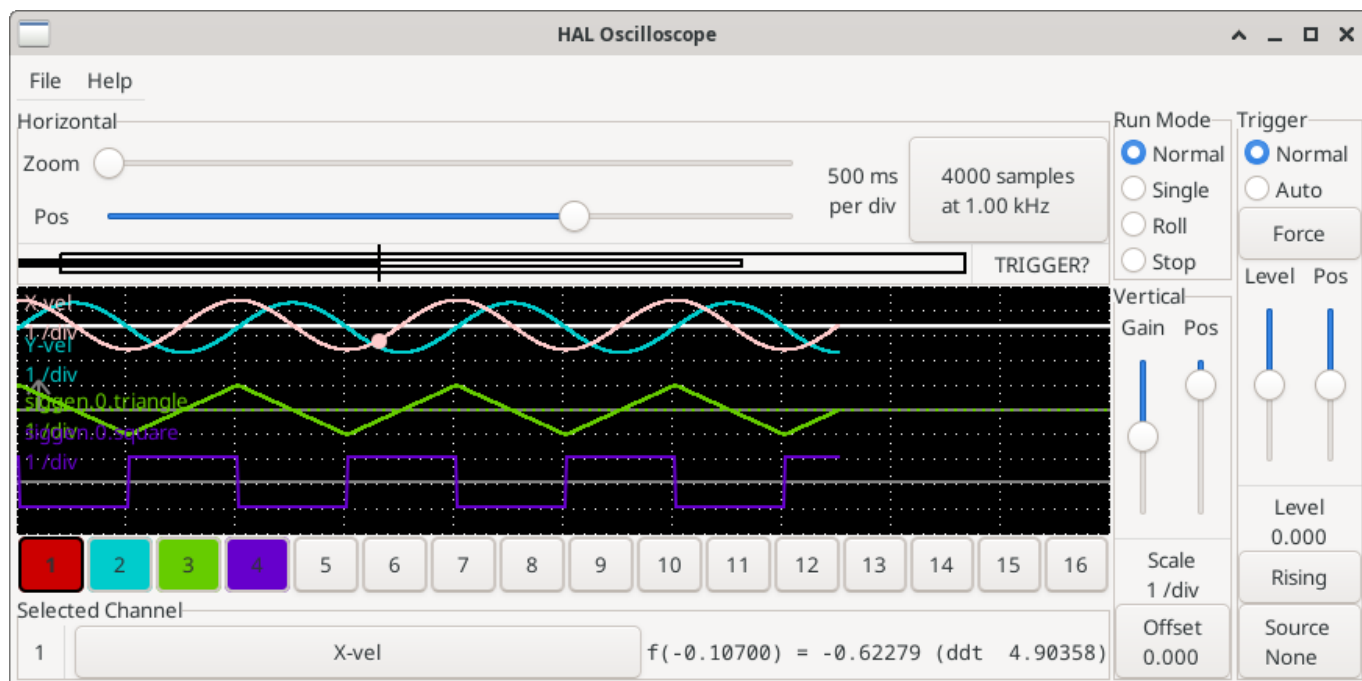 HAL Oscilloscope
File Help
Horizontal
Zoom
Pos
500 ms
per div
4000 samples
at 1.00 kHz
TRIGGER?
Run Mode
Normal
Single
Roll
Stop
Trigger
Normal
Auto
Force
Level Pos
Level
0.000
Rising
Source
None
Vertical
Gain Pos
Scale
1 /div
Offset
0.000
X-vel
1 /div
Y-vel
1 /div
siggen.0.triangle
1 /div
siggen.0.square
1 /div
1 2 3 4 5 6 7 8 9 10 11 12 13 14 15 16
Selected Channel
1 X-vel f(-0.10700) = -0.62279 (ddt 4.90358)